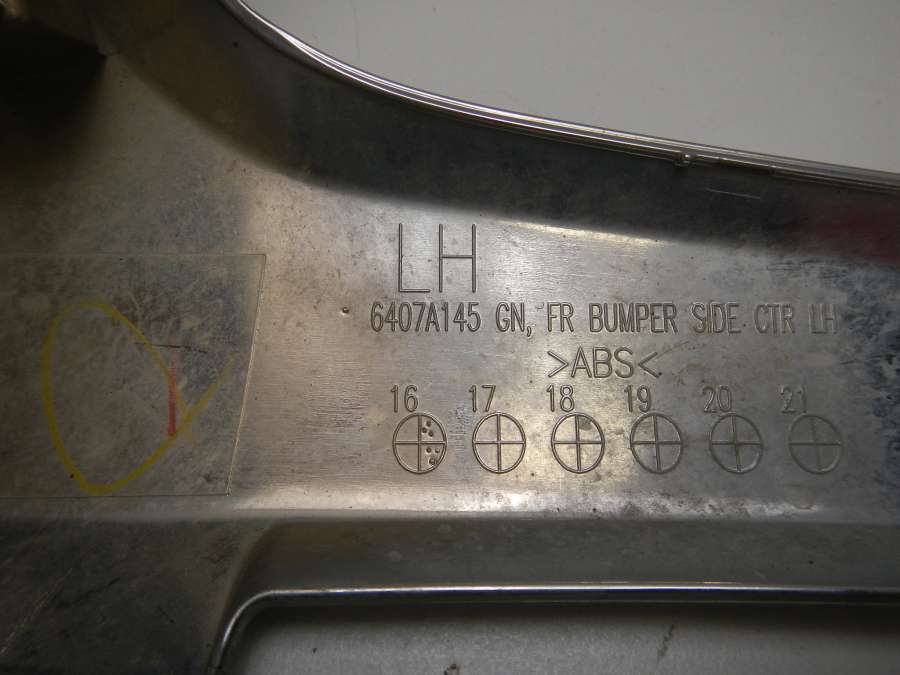 LH
6407A145 GN, FR BUMPER SIDE CTR LH
>ABS<
16 17 18 19 20 21